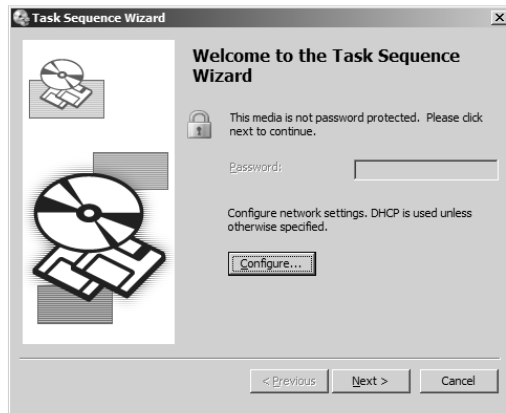 Task Sequence Wizard
Welcome to the Task Sequence
Wizard
This media is not password protected. Please click
next to continue.
Password:
Configure network settings. DHCP is used unless
otherwise specified.
Configure...
< Previous
Next >
Cancel